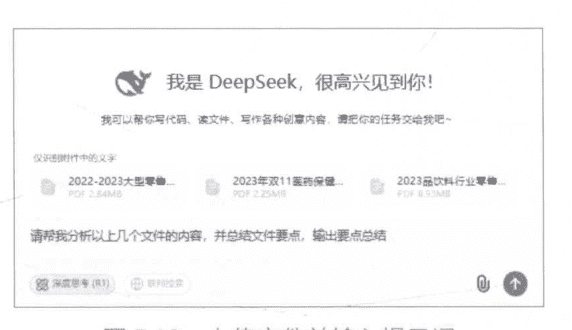 我是 DeepSeek，很高兴见到你！
我可以帮你写代码、读文件、写作各种创意内容，请把你的任务交给我吧~
仅识别附件中的文字
2022-2023大型零售... 2023年双11医药保健... 2023品饮料行业零售...
PDF 2.84MB PDF 2.25MB PDF 8.93MB
请帮我分析以上几个文件的内容，并总结文件要点，输出要点总结
深度思考 (R1) 联网搜索